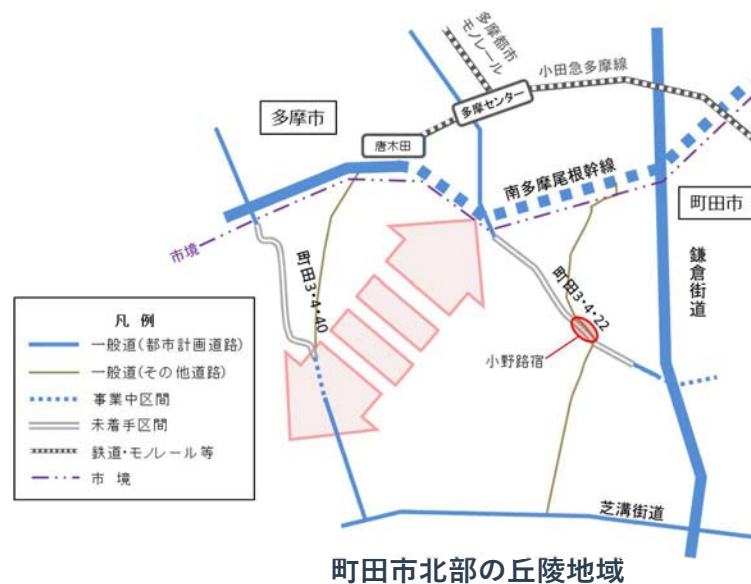 多摩都市
モノレール
小田急多摩線
多摩センター
多摩市
唐木田
南多摩尾根幹線
町田市
市境
町田3・4・40
町田3・4・22
鎌倉街道
小野路宿
凡 例
一般道(都市計画道路)
一般道(その他道路)
事業中区間
未着手区間
鉄道・モノレール等
市 境
芝溝街道
町田市北部の丘陵地域